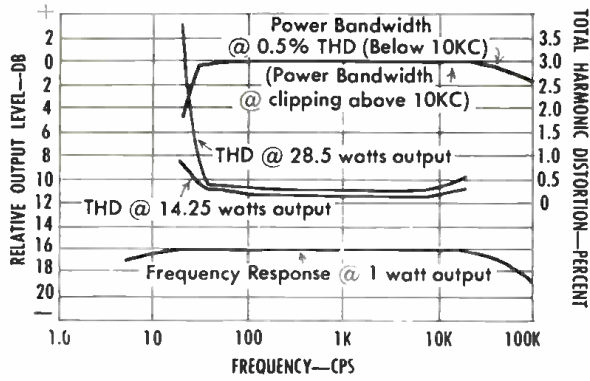 +
Power Bandwidth
@ 0.5% THD (Below 10KC)
(Power Bandwidth
@ clipping above 10KC)
THD @ 28.5 watts output
THD @ 14.25 watts output
Frequency Response @ 1 watt output
RELATIVE OUTPUT LEVEL—DB
2
0
2
4
6
8
10
12
14
16
18
20
—
TOTAL HARMONIC DISTORTION—PERCENT
3.5
3.0
2.5
2.0
1.5
1.0
0.5
0
1.0
10
100
1K
10K
100K
FREQUENCY—CPS